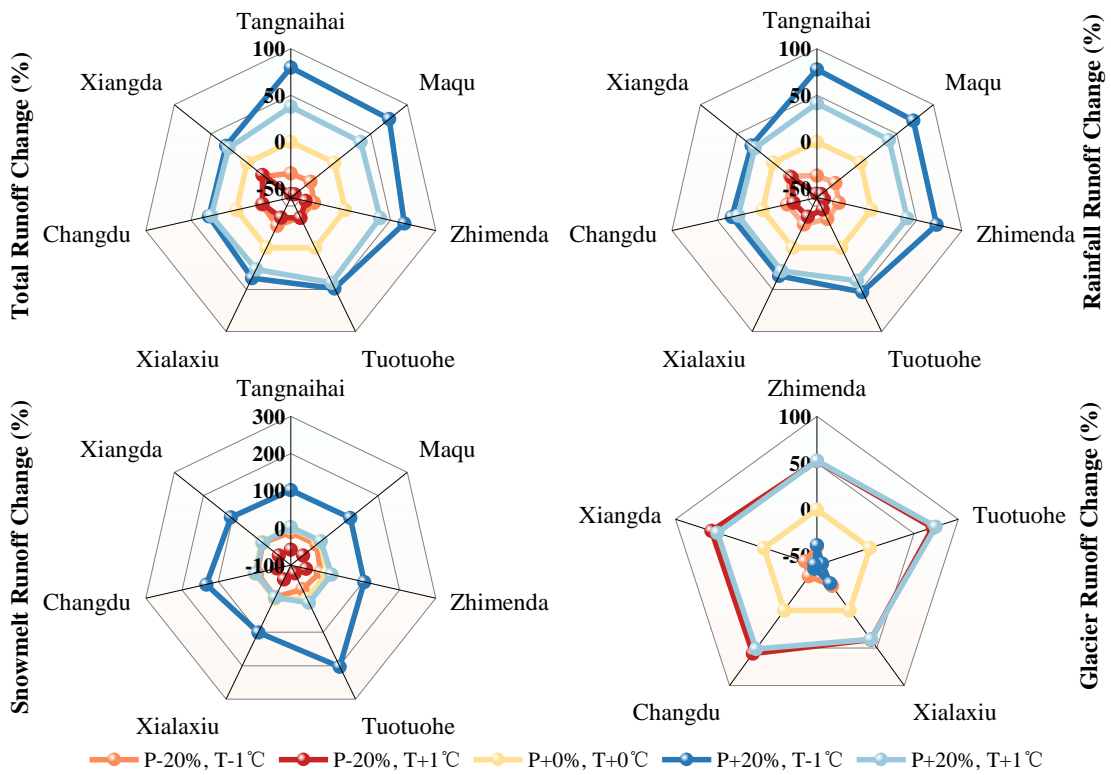 Tangnaihai
Maqu
Zhimenda
Tuotuohe
Xialaxiu
Changdu
Xiangda
100
50
0
-50
Total Runoff Change (%)
Tangnaihai
Maqu
Zhimenda
Tuotuohe
Xialaxiu
Changdu
Xiangda
100
50
0
-50
Rainfall Runoff Change (%)
Tangnaihai
Maqu
Zhimenda
Tuotuohe
Xialaxiu
Changdu
Xiangda
300
200
100
0
-100
Snowmelt Runoff Change (%)
Zhimenda
Tuotuohe
Xialaxiu
Changdu
Xiangda
100
50
0
-50
Glacier Runoff Change (%)
P-20%, T-1℃
P-20%, T+1℃
P+0%, T+0℃
P+20%, T-1℃
P+20%, T+1℃